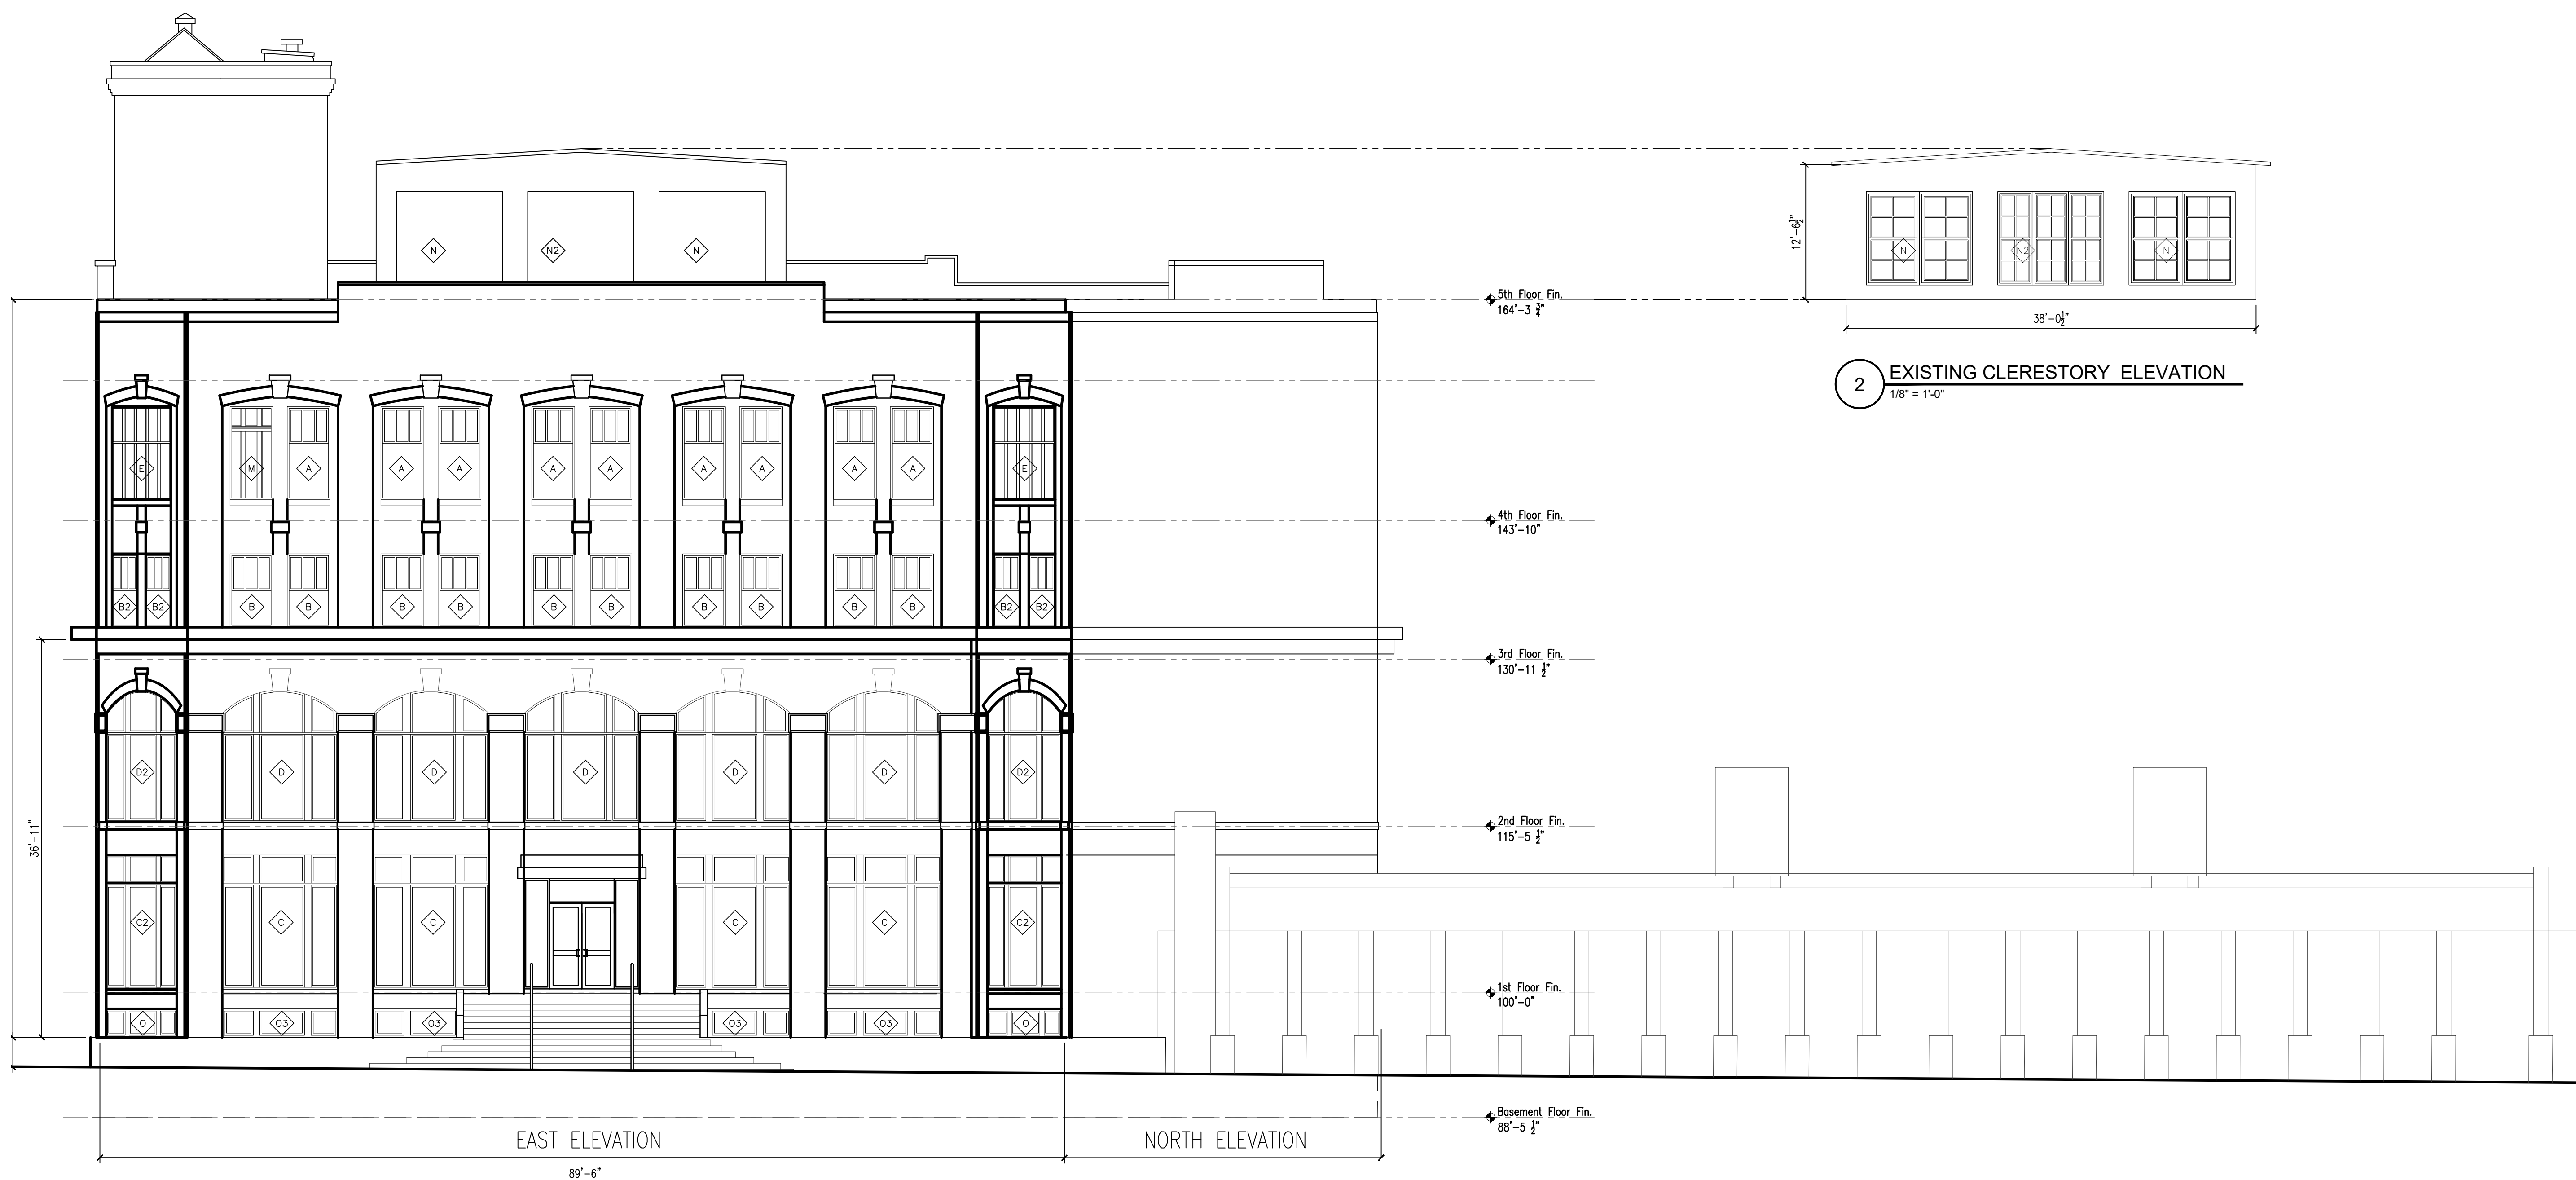 N N2 N
5th Floor Fin.
164'-3 3/4"
12'-6 1/2"
N N2 N
38'-0 1/2"
2 EXISTING CLERESTORY ELEVATION
1/8" = 1'-0"
E M A A A A A A A A A E
4th Floor Fin.
143'-10"
B2 B2 B B B B B B B B B B B2 B2
3rd Floor Fin.
130'-11 1/2"
D2 D D D D D D2
2nd Floor Fin.
115'-5 1/2"
36'-11"
C2 C C C C C2
1st Floor Fin.
100'-0"
O O3 O3 O3 O3 O
Basement Floor Fin.
88'-5 1/2"
EAST ELEVATION
NORTH ELEVATION
89'-6"